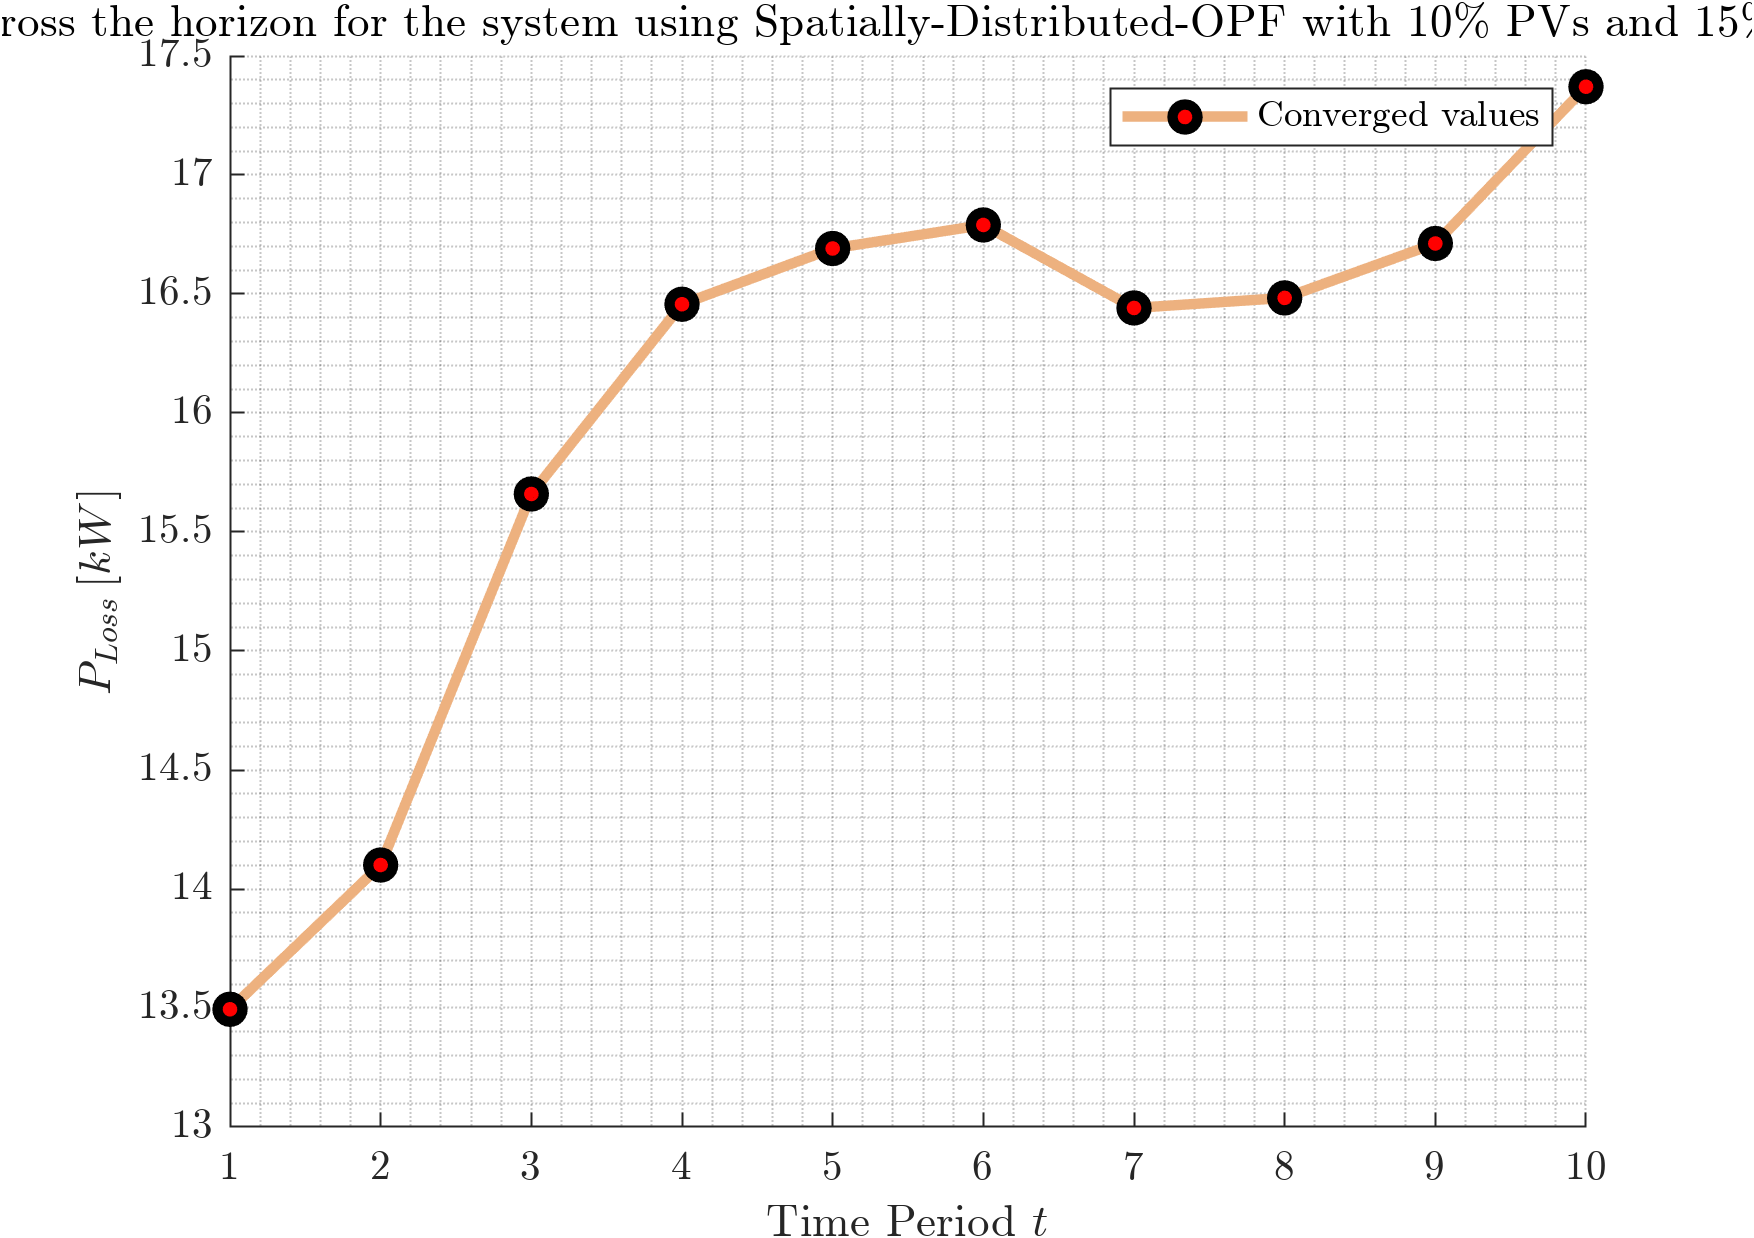 ross the horizon for the system using Spatially-Distributed-OPF with 10% PVs and 15%
17.5
17
16.5
16
15.5
15
14.5
14
13.5
13
P_{Loss} [kW]
Converged values
1 2 3 4 5 6 7 8 9 10
Time Period t